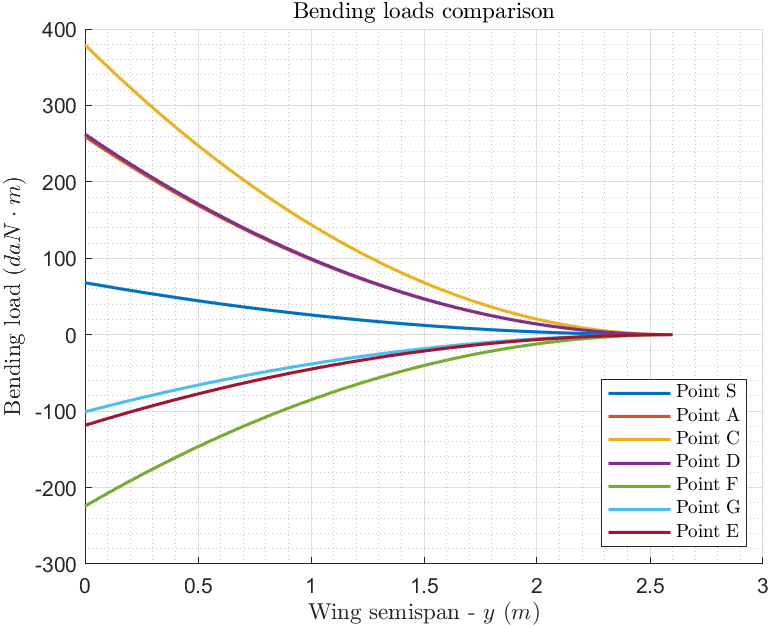 Bending loads comparison
400
300
200
100
0
-100
-200
-300
Bending load (daN · m)
Point S
Point A
Point C
Point D
Point F
Point G
Point E
0 0.5 1 1.5 2 2.5 3
Wing semispan - y (m)